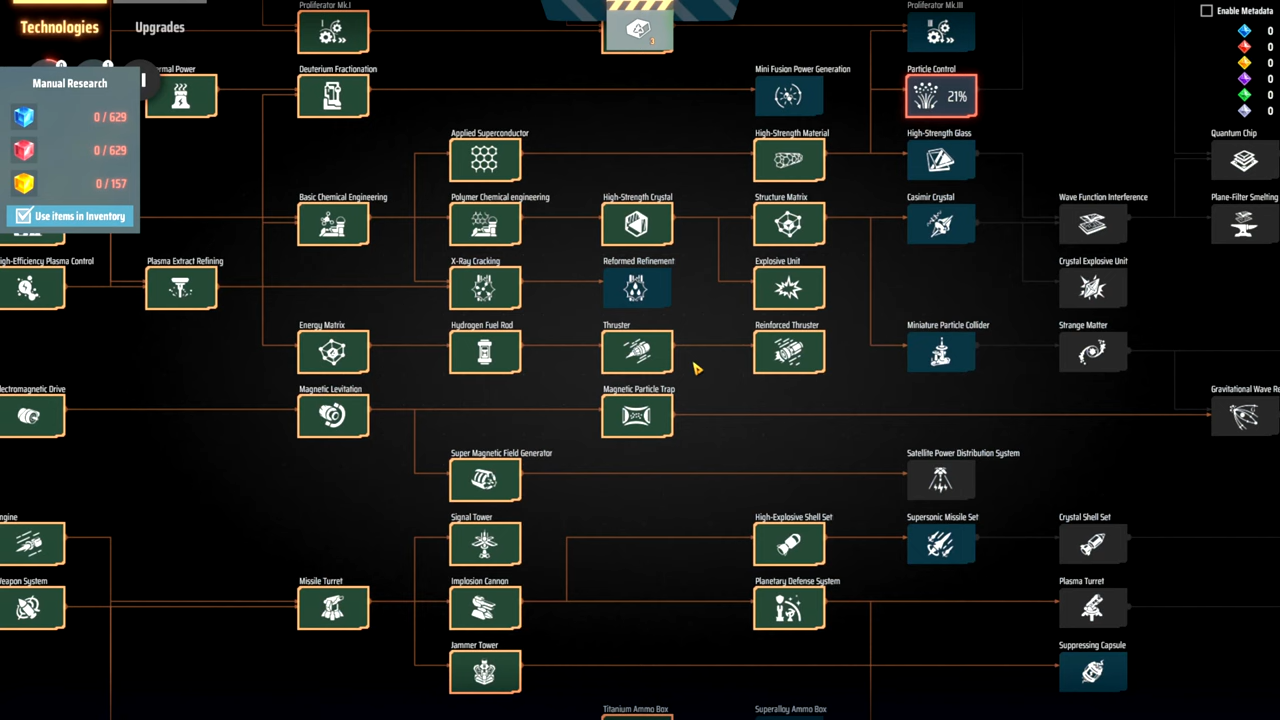 Proliferator Mk.I
Proliferator Mk.III
Enable Metadata
Technologies
Upgrades
3
0
0
0
0
0
0
0
1
Manual Research
0 / 629
0 / 629
0 / 157
Use items in Inventory
Deuterium Fractionation
Mini Fusion Power Generation
Particle Control
21%
Applied Superconductor
High-Strength Material
High-Strength Glass
Quantum Chip
Basic Chemical Engineering
Polymer Chemical engineering
High-Strength Crystal
Structure Matrix
Casimir Crystal
Wave Function Interference
Plane-Filter Smelting
High-Efficiency Plasma Control
Plasma Extract Refining
X-Ray Cracking
Reformed Refinement
Explosive Unit
Crystal Explosive Unit
Energy Matrix
Hydrogen Fuel Rod
Thruster
Reinforced Thruster
Miniature Particle Collider
Strange Matter
lectromagnetic Drive
Magnetic Levitation
Magnetic Particle Trap
Gravitational Wave Re
Super Magnetic Field Generator
Satellite Power Distribution System
ngine
Signal Tower
High-Explosive Shell Set
Supersonic Missile Set
Crystal Shell Set
Weapon System
Missile Turret
Implosion Cannon
Planetary Defense System
Plasma Turret
Jammer Tower
Suppressing Capsule
Titanium Ammo Box
Superalloy Ammo Box